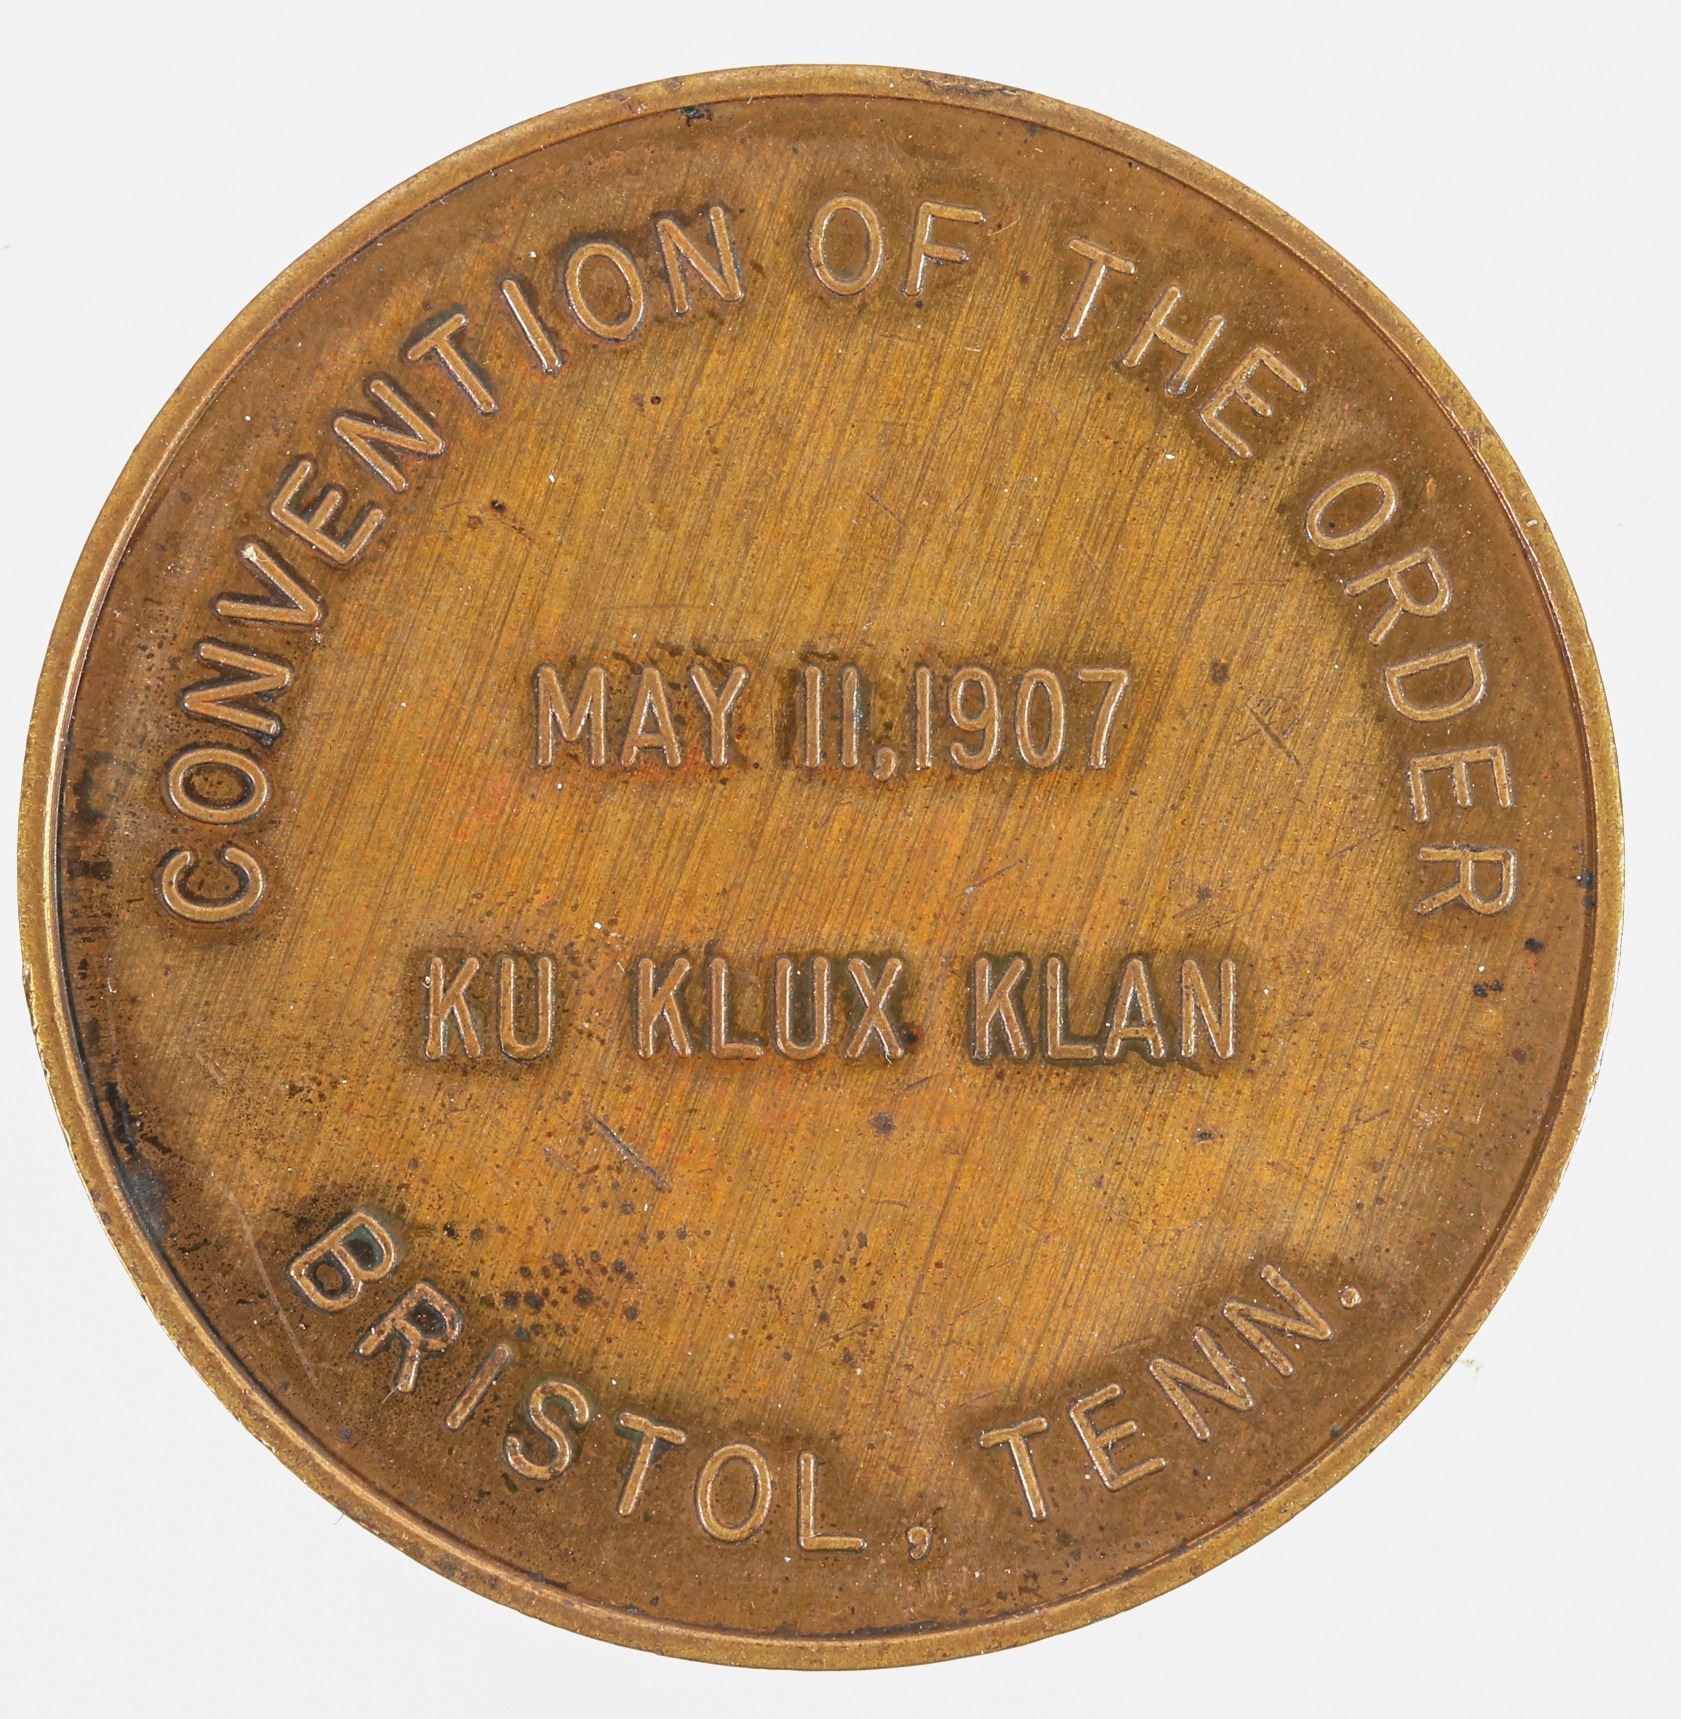 CONVENTION OF THE ORDER
MAY 11, 1907
KU KLUX KLAN
BRISTOL, TENN.